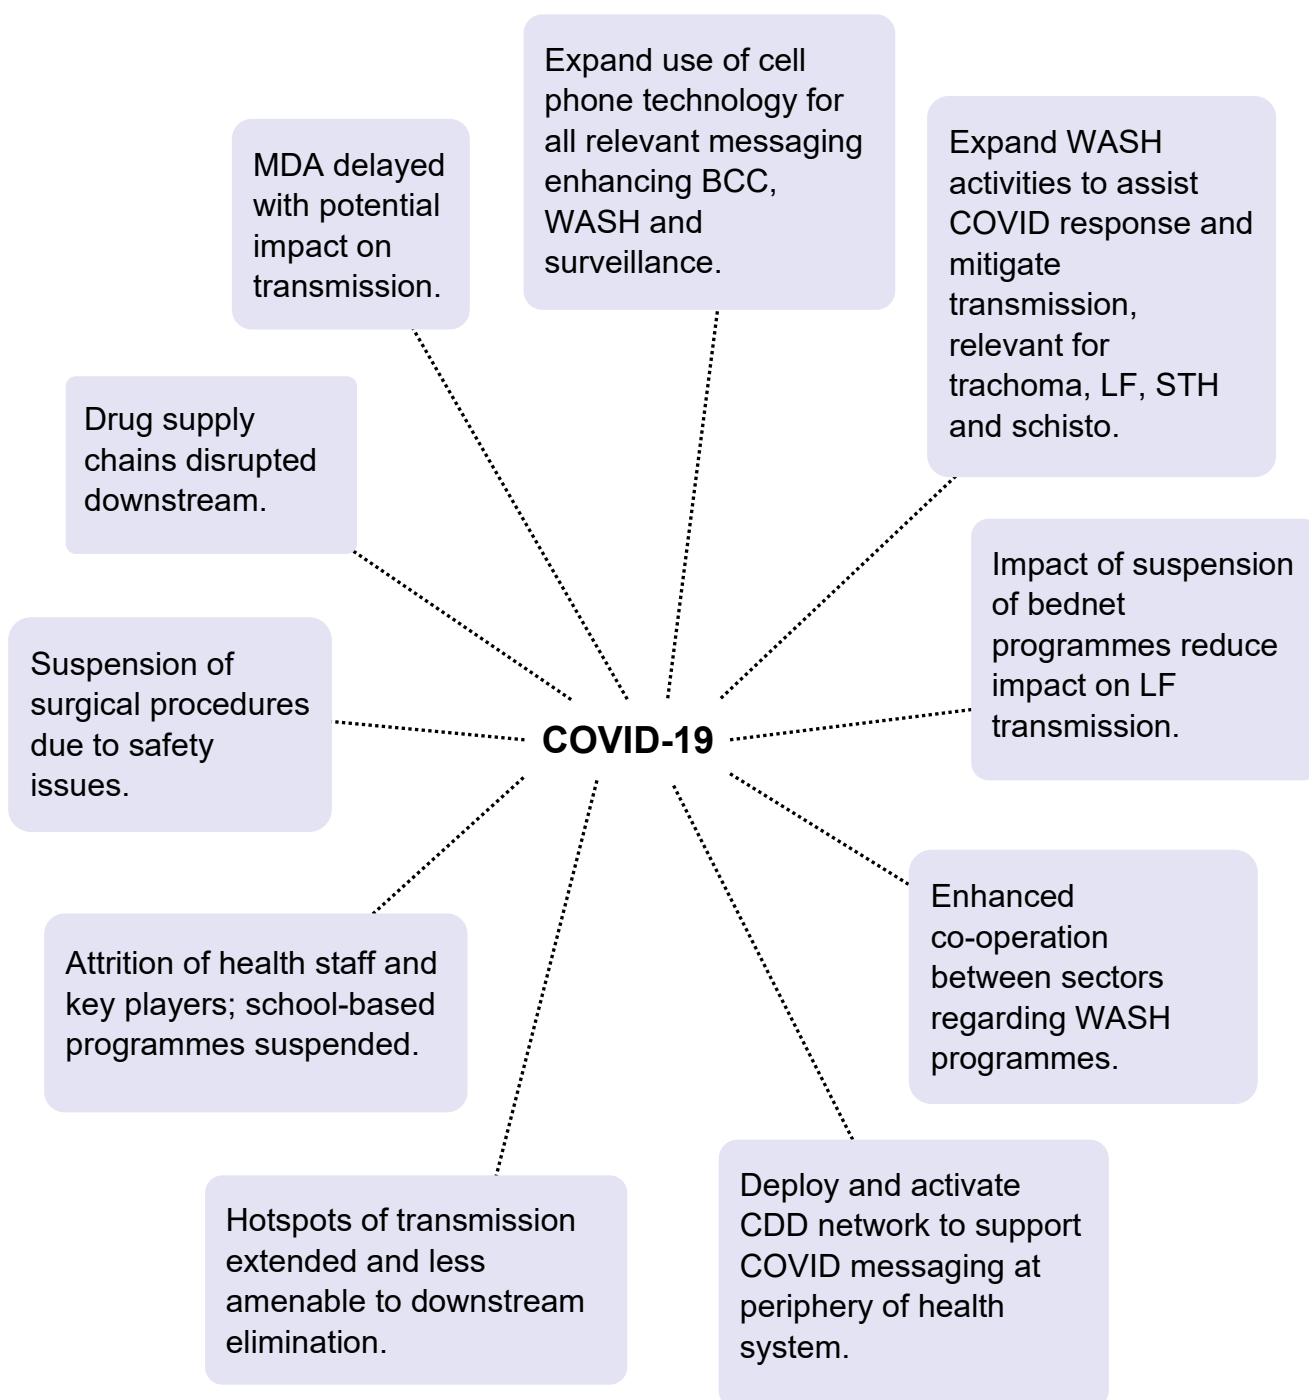 Expand use of cell
phone technology for
all relevant messaging
enhancing BCC,
WASH and
surveillance.
MDA delayed
with potential
impact on
transmission.
Expand WASH
activities to assist
COVID response and
mitigate
transmission,
relevant for
trachoma, LF, STH
and schisto.
Drug supply
chains disrupted
downstream.
Impact of suspension
of bednet
programmes reduce
impact on LF
transmission.
Suspension of
surgical procedures
due to safety
issues.
COVID-19
Enhanced
co-operation
between sectors
regarding WASH
programmes.
Attrition of health staff and
key players; school-based
programmes suspended.
Deploy and activate
CDD network to support
COVID messaging at
periphery of health
system.
Hotspots of transmission
extended and less
amenable to downstream
elimination.